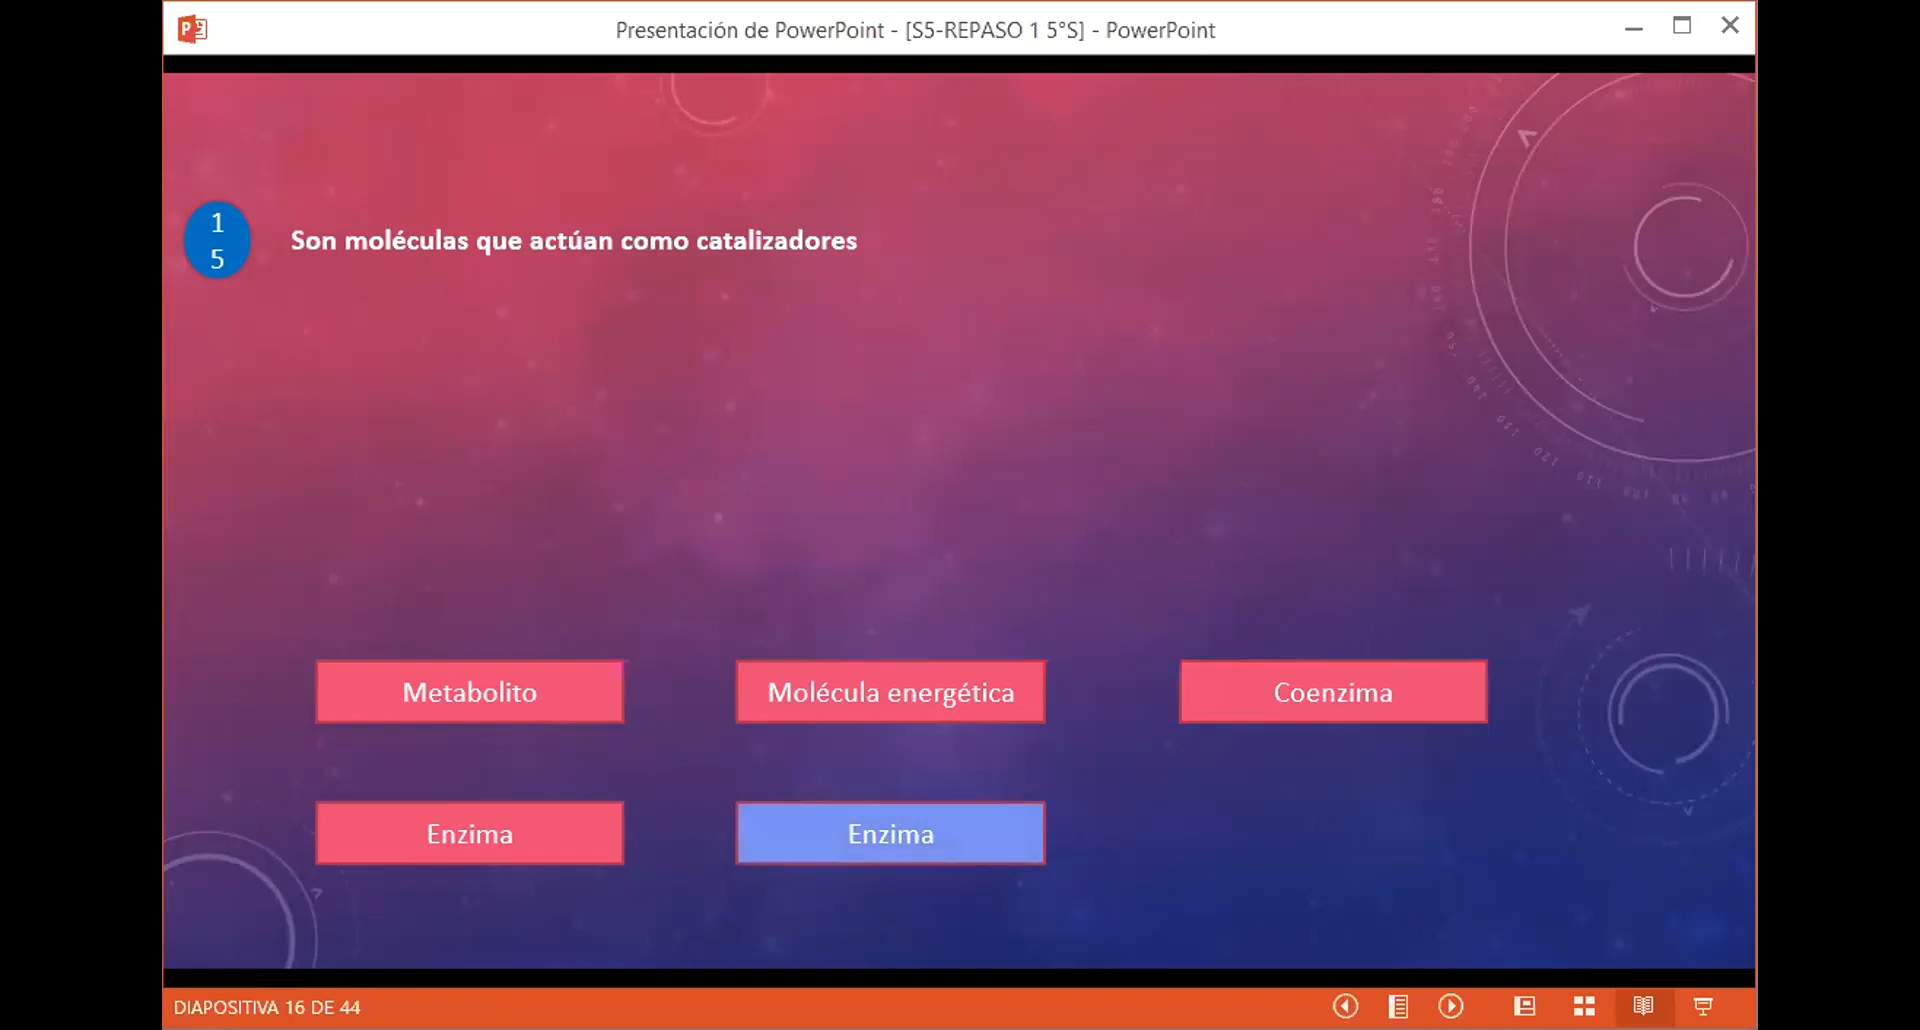 Presentación de PowerPoint - [S5-REPASO 1 5°S] - PowerPoint
1
5
Son moléculas que actúan como catalizadores
Metabolito
Molécula energética
Coenzima
Enzima
Enzima
DIAPOSITIVA 16 DE 44